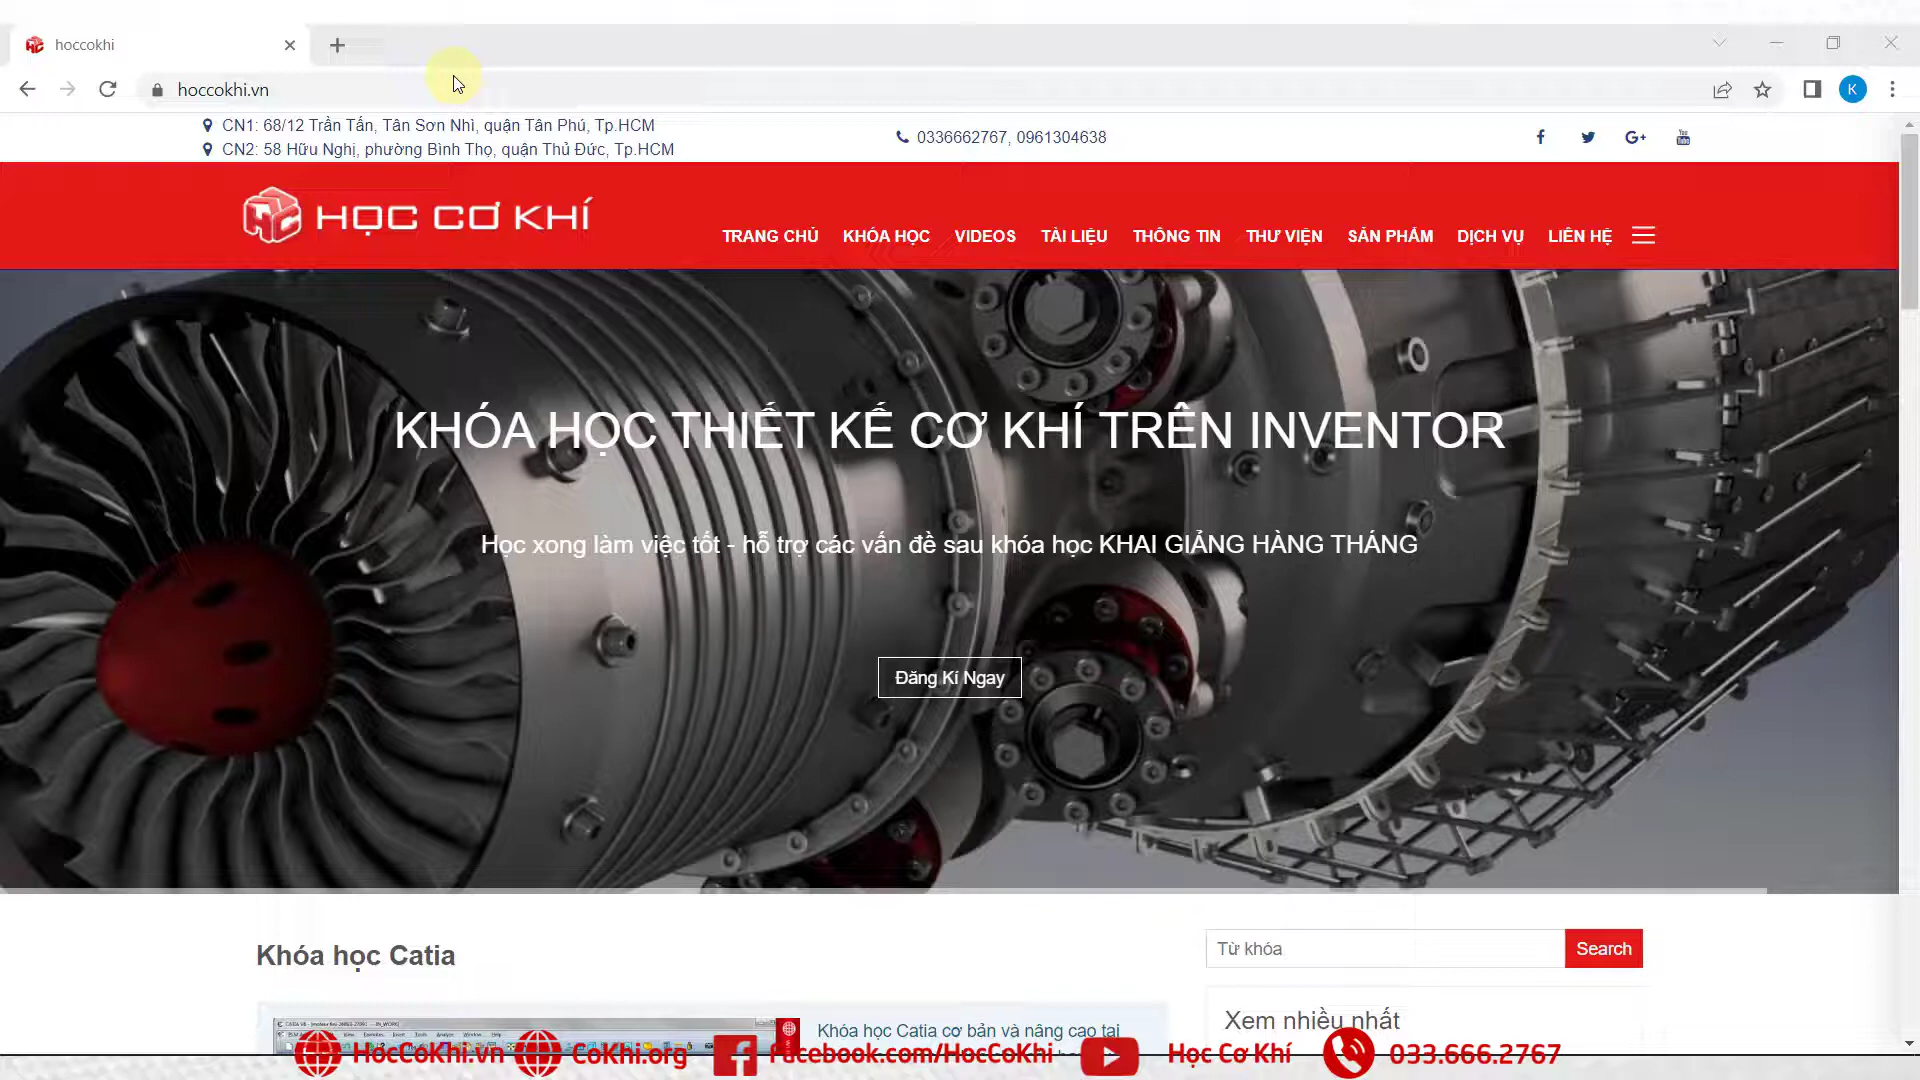 hoccokhi
hoccokhi.vn
K
CN1: 68/12 Trần Tấn, Tân Sơn Nhì, quận Tân Phú, Tp.HCM
CN2: 58 Hữu Nghị, phường Bình Thọ, quận Thủ Đức, Tp.HCM
0336662767, 0961304638
HỌC CƠ KHÍ
TRANG CHỦ KHÓA HỌC VIDEOS TÀI LIỆU THÔNG TIN THƯ VIỆN SẢN PHẨM DỊCH VỤ LIÊN HỆ
KHÓA HỌC THIẾT KẾ CƠ KHÍ TRÊN INVENTOR
Học xong làm việc tốt - hỗ trợ các vấn đề sau khóa học KHAI GIẢNG HÀNG THÁNG
Đăng Kí Ngay
Khóa học Catia
Từ khóa
Search
Xem nhiều nhất
Khóa học Catia cơ bản và nâng cao tại
HocCoKhi.vn CoKhi.org Facebook.com/HocCoKhi Học Cơ Khí 033.666.2767